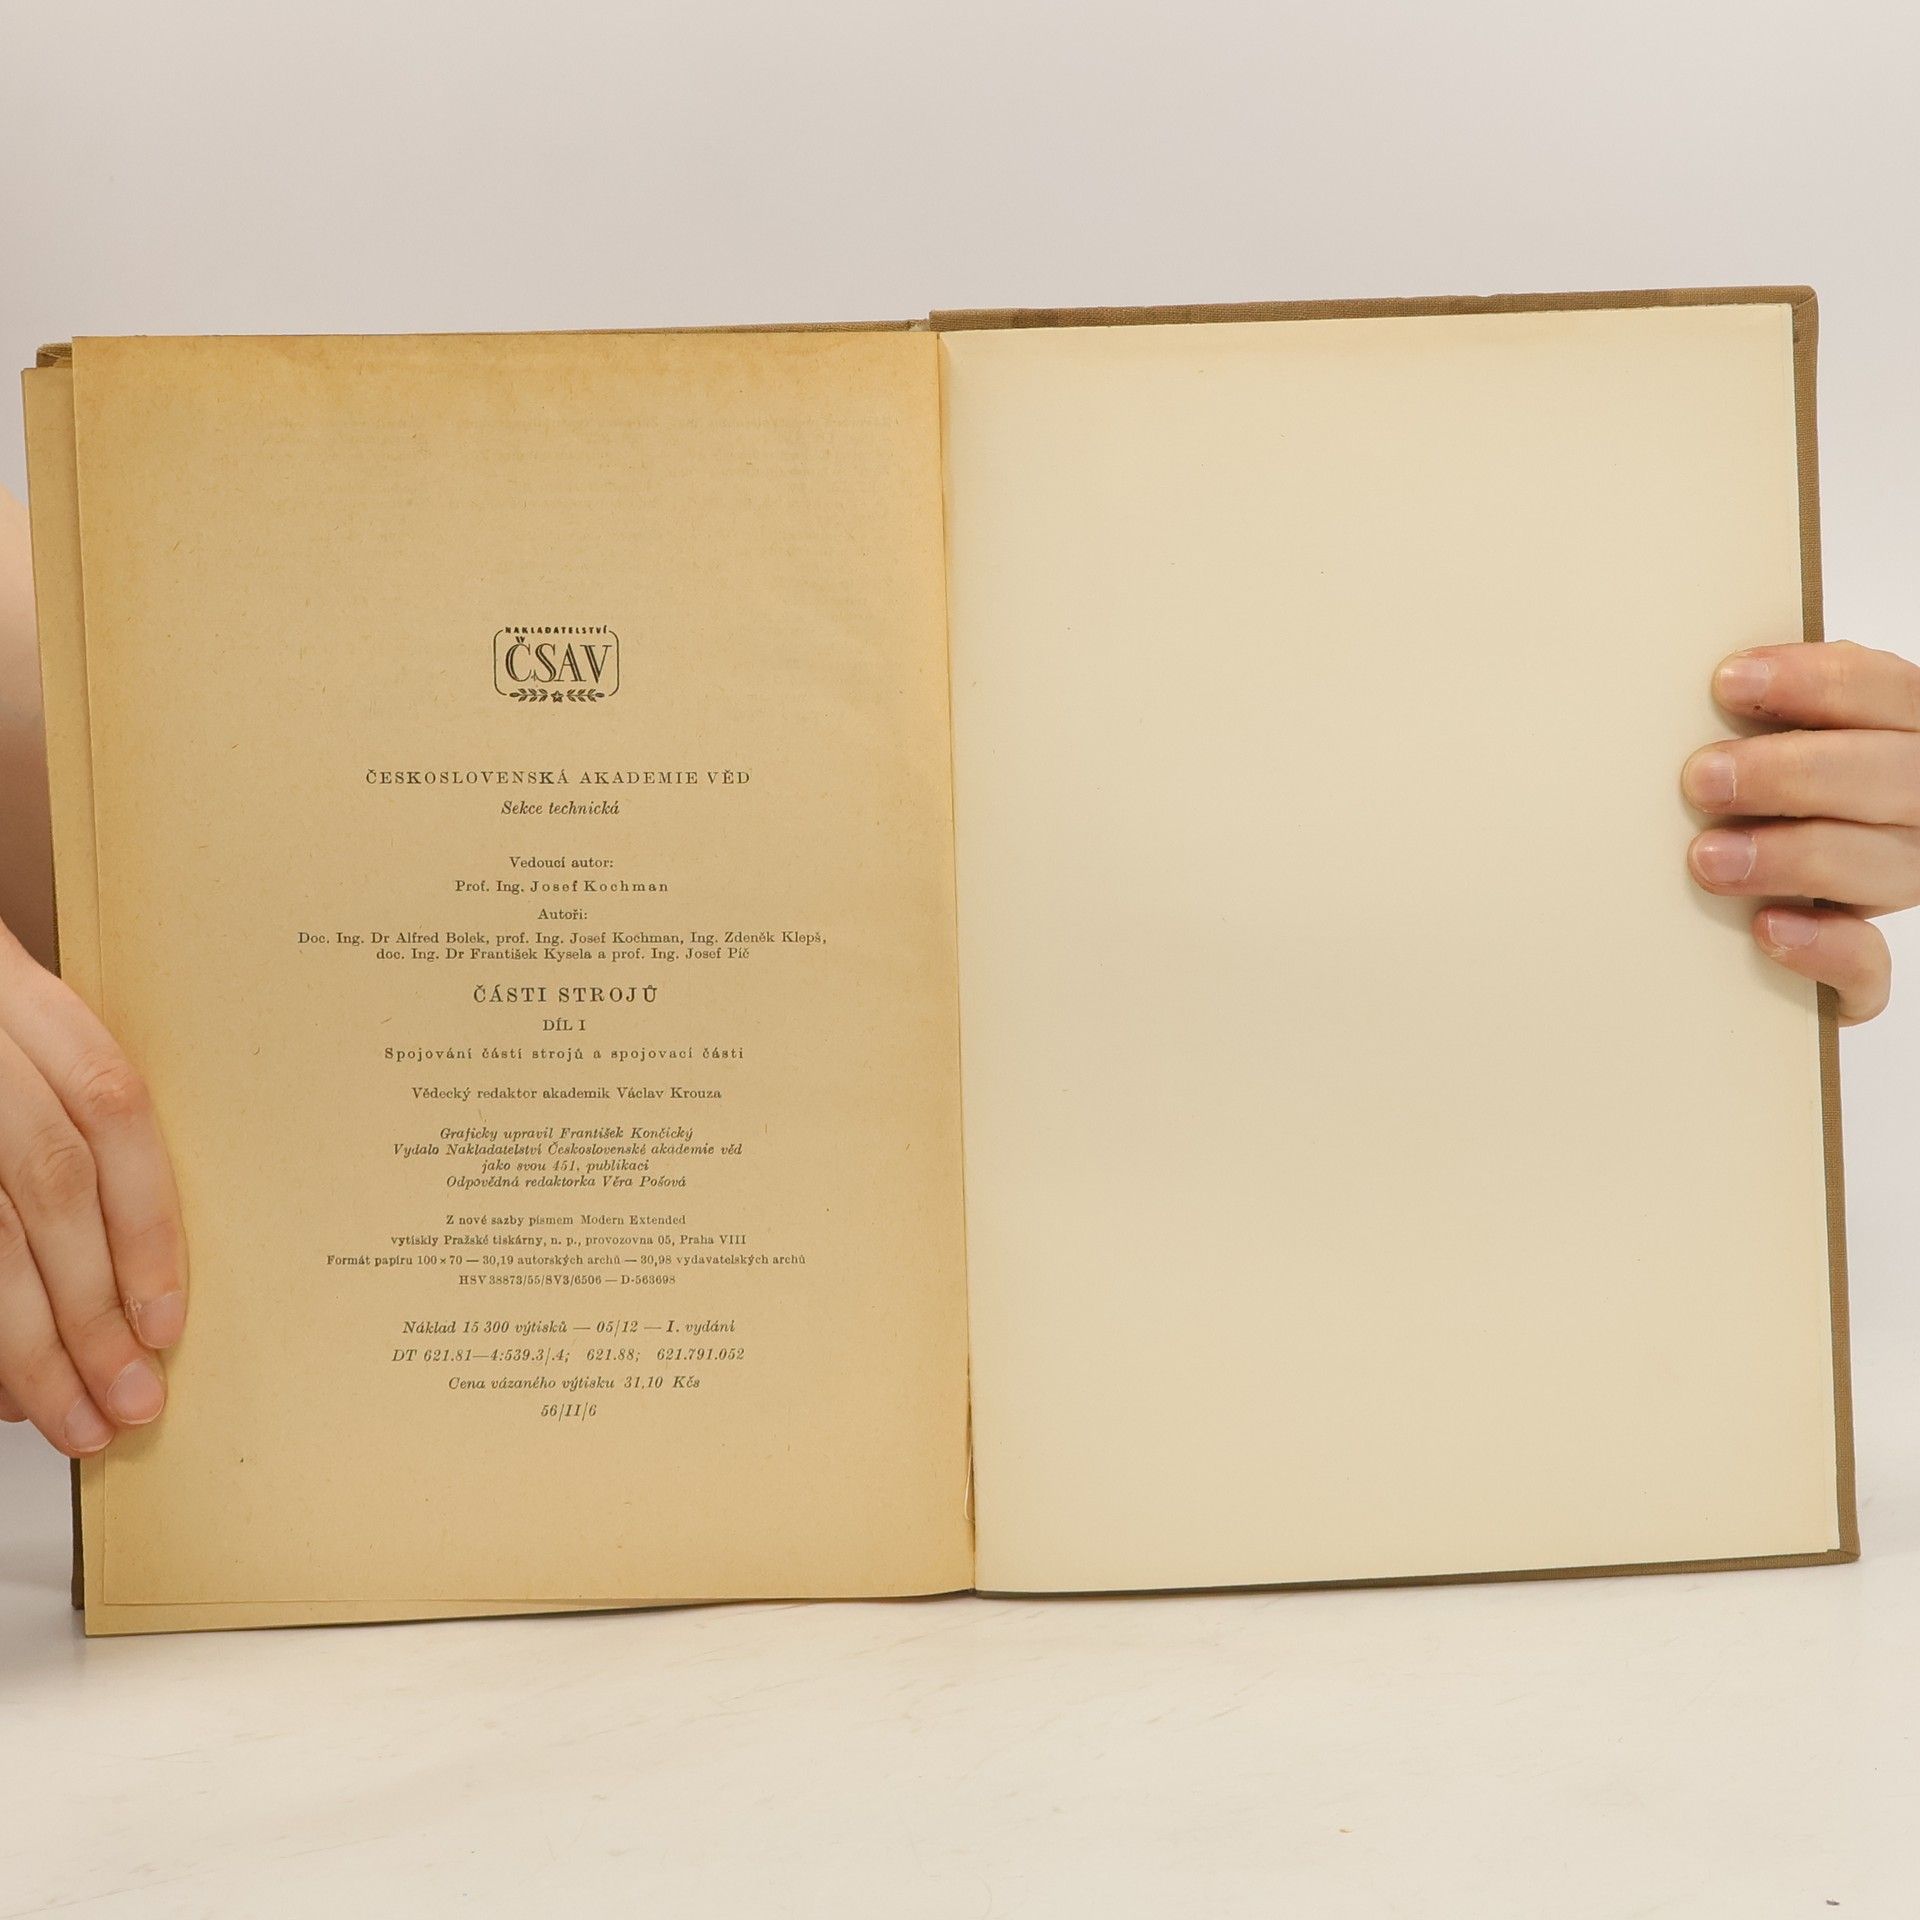 NAKLADATELSTVÍ
ČSAV
ČESKOSLOVENSKÁ AKADEMIE VĚD
Sekce technická
Vedoucí autor:
Prof. Ing. Josef Kochman
Autoři:
Doc. Ing. Dr Alfred Bolek, prof. Ing. Josef Kochman, Ing. Zdeněk Klepš,
doc. Ing. Dr František Kysela a prof. Ing. Josef Píč
ČÁSTI STROJŮ
DÍL I
Spojování částí strojů a spojovací části
Vědecký redaktor akademik Václav Krouza
Graficky upravil František Končický
Vydalo Nakladatelství Československé akademie věd
jako svou 451. publikaci
Odpovědná redaktorka Věra Pošová
Z nové sazby písmem Modern Extended
vytiskly Pražské tiskárny, n. p., provozovna 05, Praha VIII
Formát papíru 100 × 70 — 30,19 autorských archů — 30,98 vydavatelských archů
HSV 38873/55/SV3/6506 — D-563698
Náklad 15 300 výtisků — 05/12 — I. vydání
DT 621.81—4:539.3/.4; 621.88; 621.791.052
Cena vázaného výtisku 31,10 Kčs
56/II/6